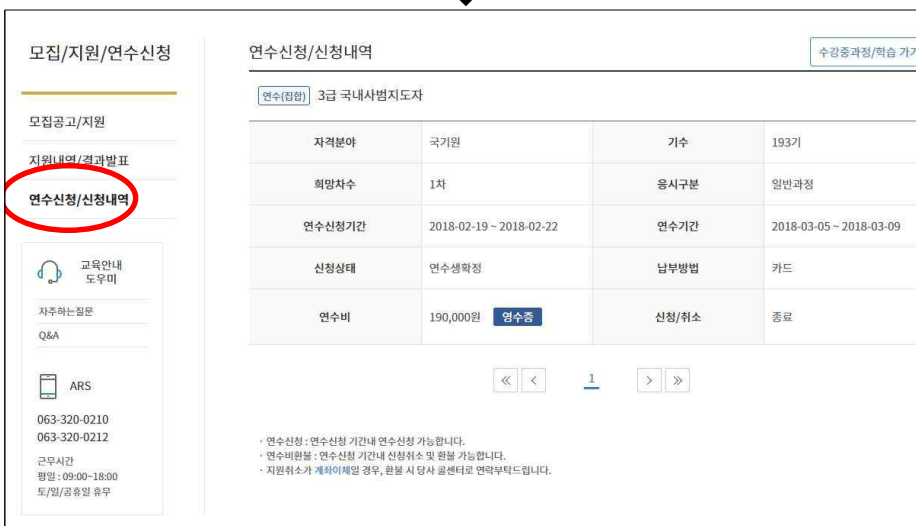 모집/지원/연수신청
모집공고/지원
지원내역/결과발표
연수신청/신청내역
교육안내
도우미
자주하는질문
Q&A
ARS
063-320-0210
063-320-0212
근무시간
평일 : 09:00~18:00
토/일/공휴일 휴무
연수신청/신청내역
수강중과정/학습 가기
연수(집합) 3급 국내사범지도자
자격분야 국기원 기수 193기
희망차수 1차 응시구분 일반과정
연수신청기간 2018-02-19 ~ 2018-02-22 연수기간 2018-03-05 ~ 2018-03-09
신청상태 연수생확정 납부방법 카드
연수비 190,000원 영수증 신청/취소 종료
« < 1 > »
· 연수신청 : 연수신청 기간내 연수신청 가능합니다.
· 연수비환불 : 연수신청 기간내 신청취소 및 환불 가능합니다.
· 지원취소가 계좌이체일 경우, 환불 시 당사 콜센터로 연락부탁드립니다.